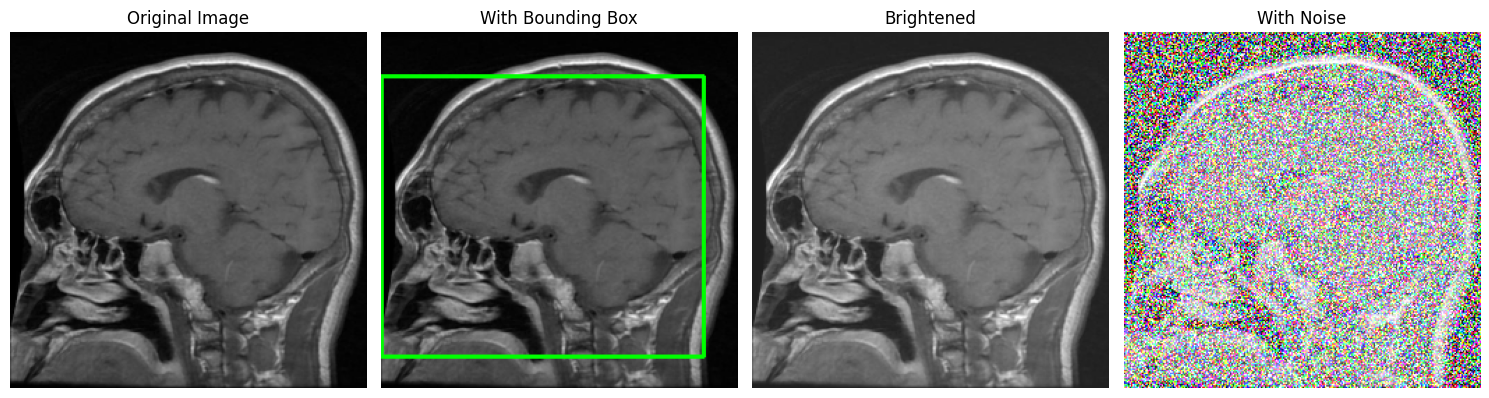 Original Image
With Bounding Box
Brightened
With Noise